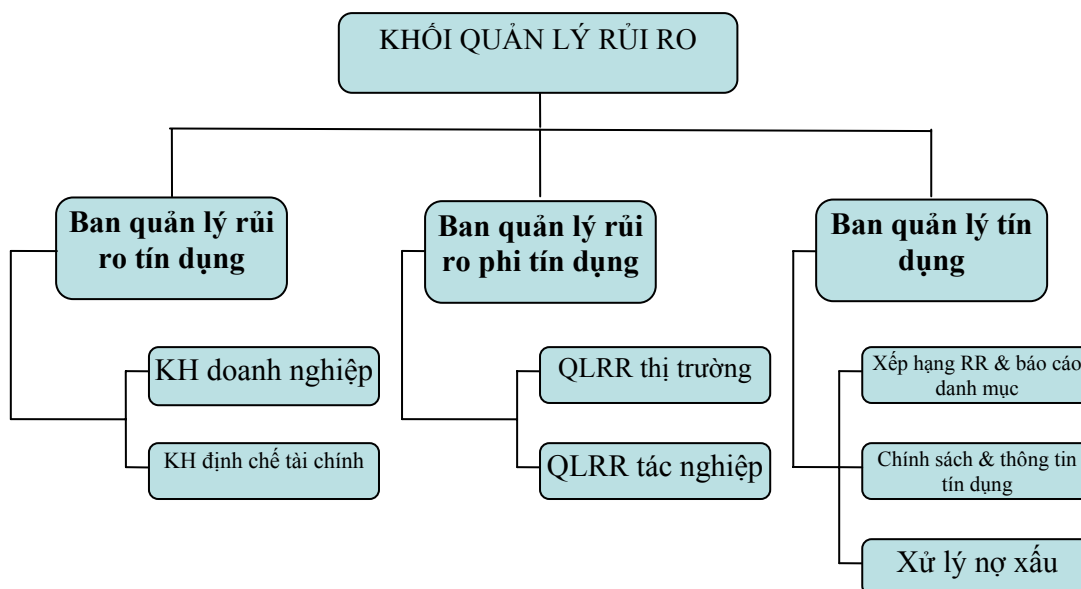 KHỐI QUẢN LÝ RỦI RO
Ban quản lý rủi
ro tín dụng
Ban quản lý rủi
ro phi tín dụng
Ban quản lý tín
dụng
KH doanh nghiệp
QLRR thị trường
Xếp hạng RR & báo cáo
danh mục
KH định chế tài chính
QLRR tác nghiệp
Chính sách & thông tin
tín dụng
Xử lý nợ xấu